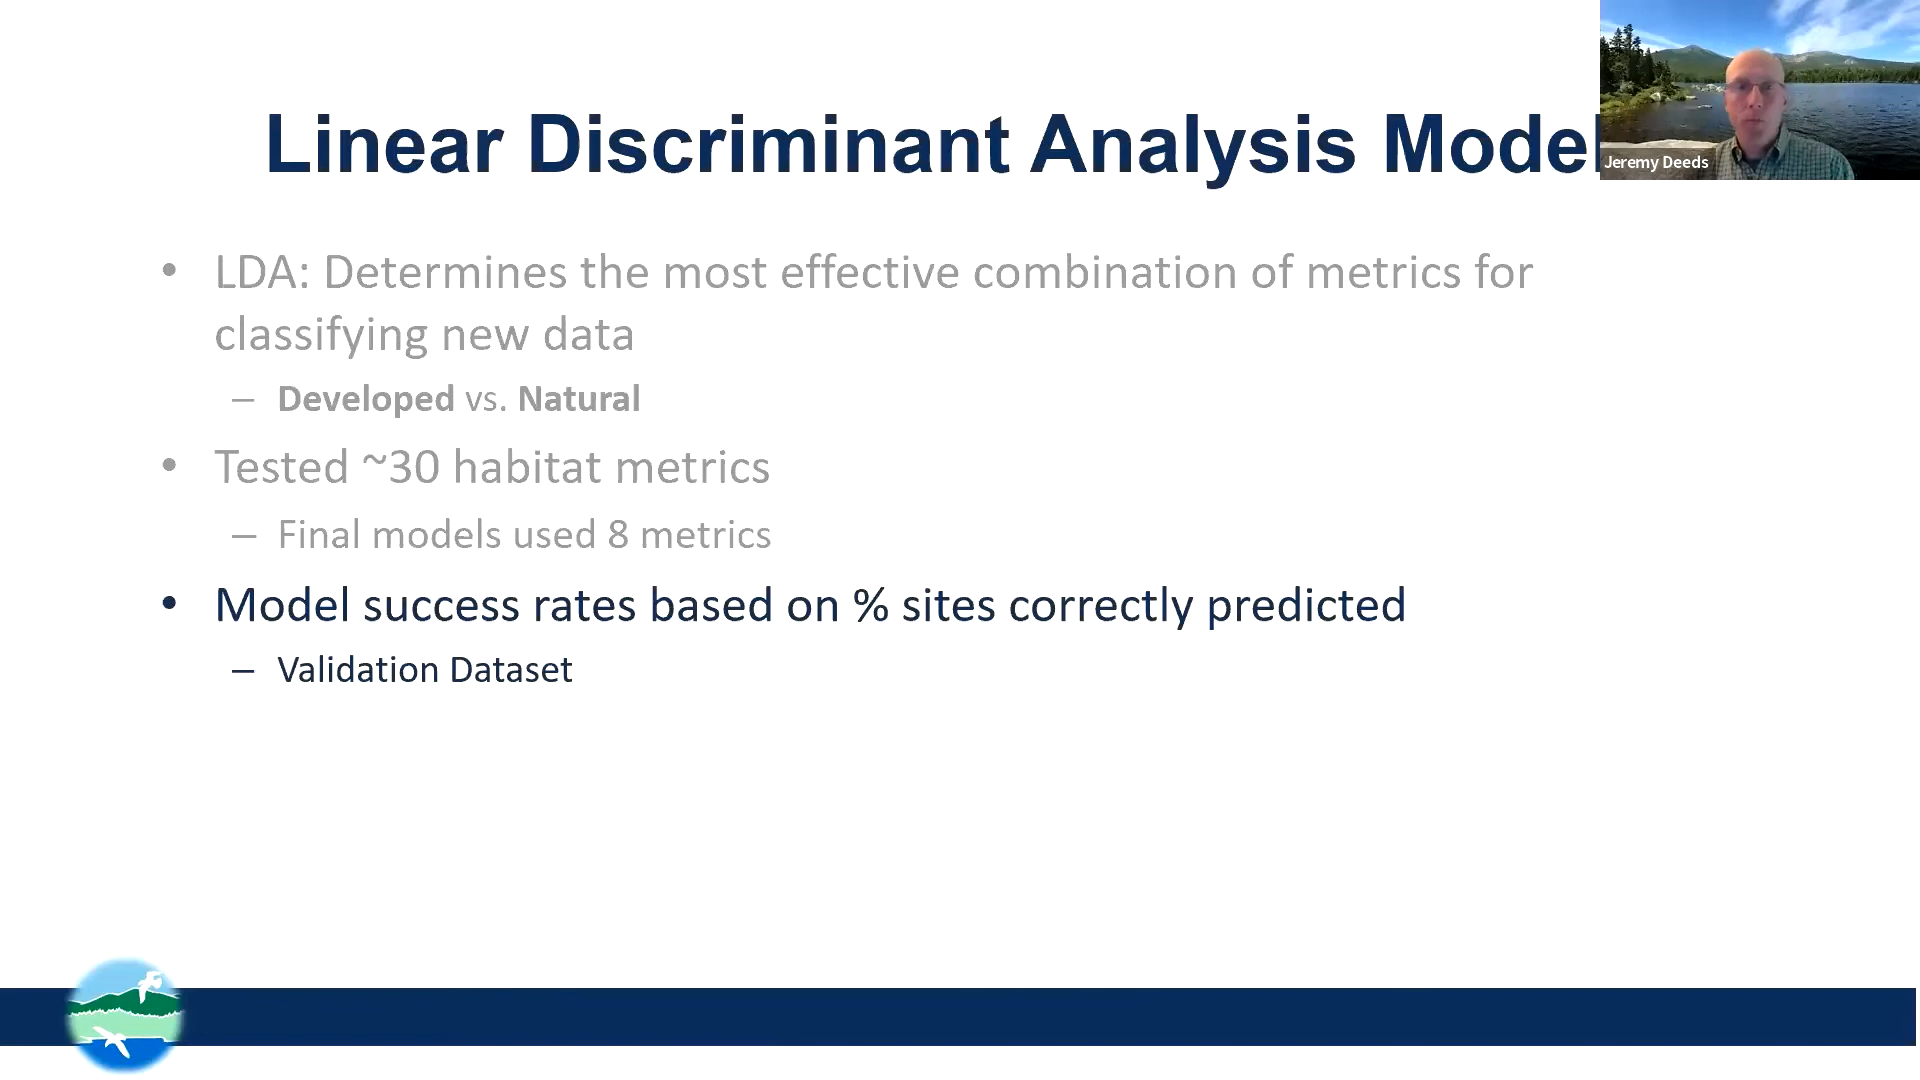 Linear Discriminant Analysis Model
Jeremy Deeds
• LDA: Determines the most effective combination of metrics for
classifying new data
– Developed vs. Natural
• Tested ~30 habitat metrics
– Final models used 8 metrics
• Model success rates based on % sites correctly predicted
– Validation Dataset